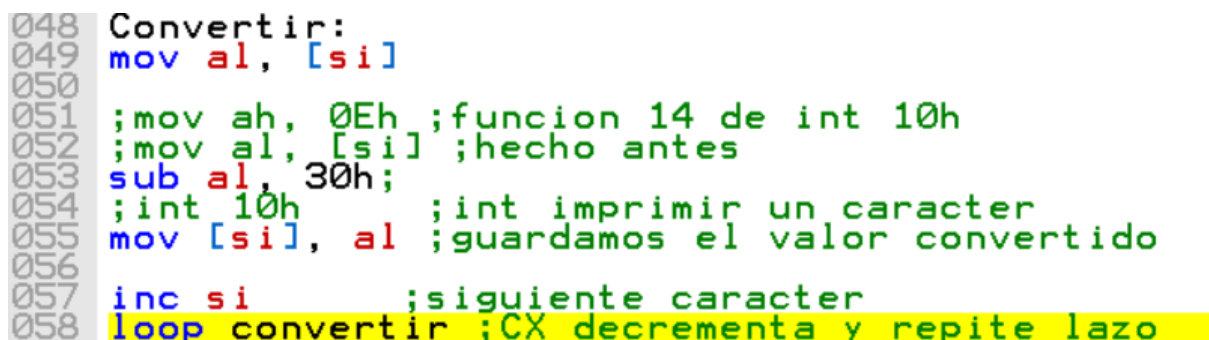 048 Convertir:
049 mov al, [si]
050
051 ;mov ah, 0Eh ;funcion 14 de int 10h
052 ;mov al, [si] ;hecho antes
053 sub al, 30h;
054 ;int 10h ;int imprimir un caracter
055 mov [si], al ;guardamos el valor convertido
056
057 inc si ;siguiente caracter
058 loop convertir ;CX decrementa y repite lazo